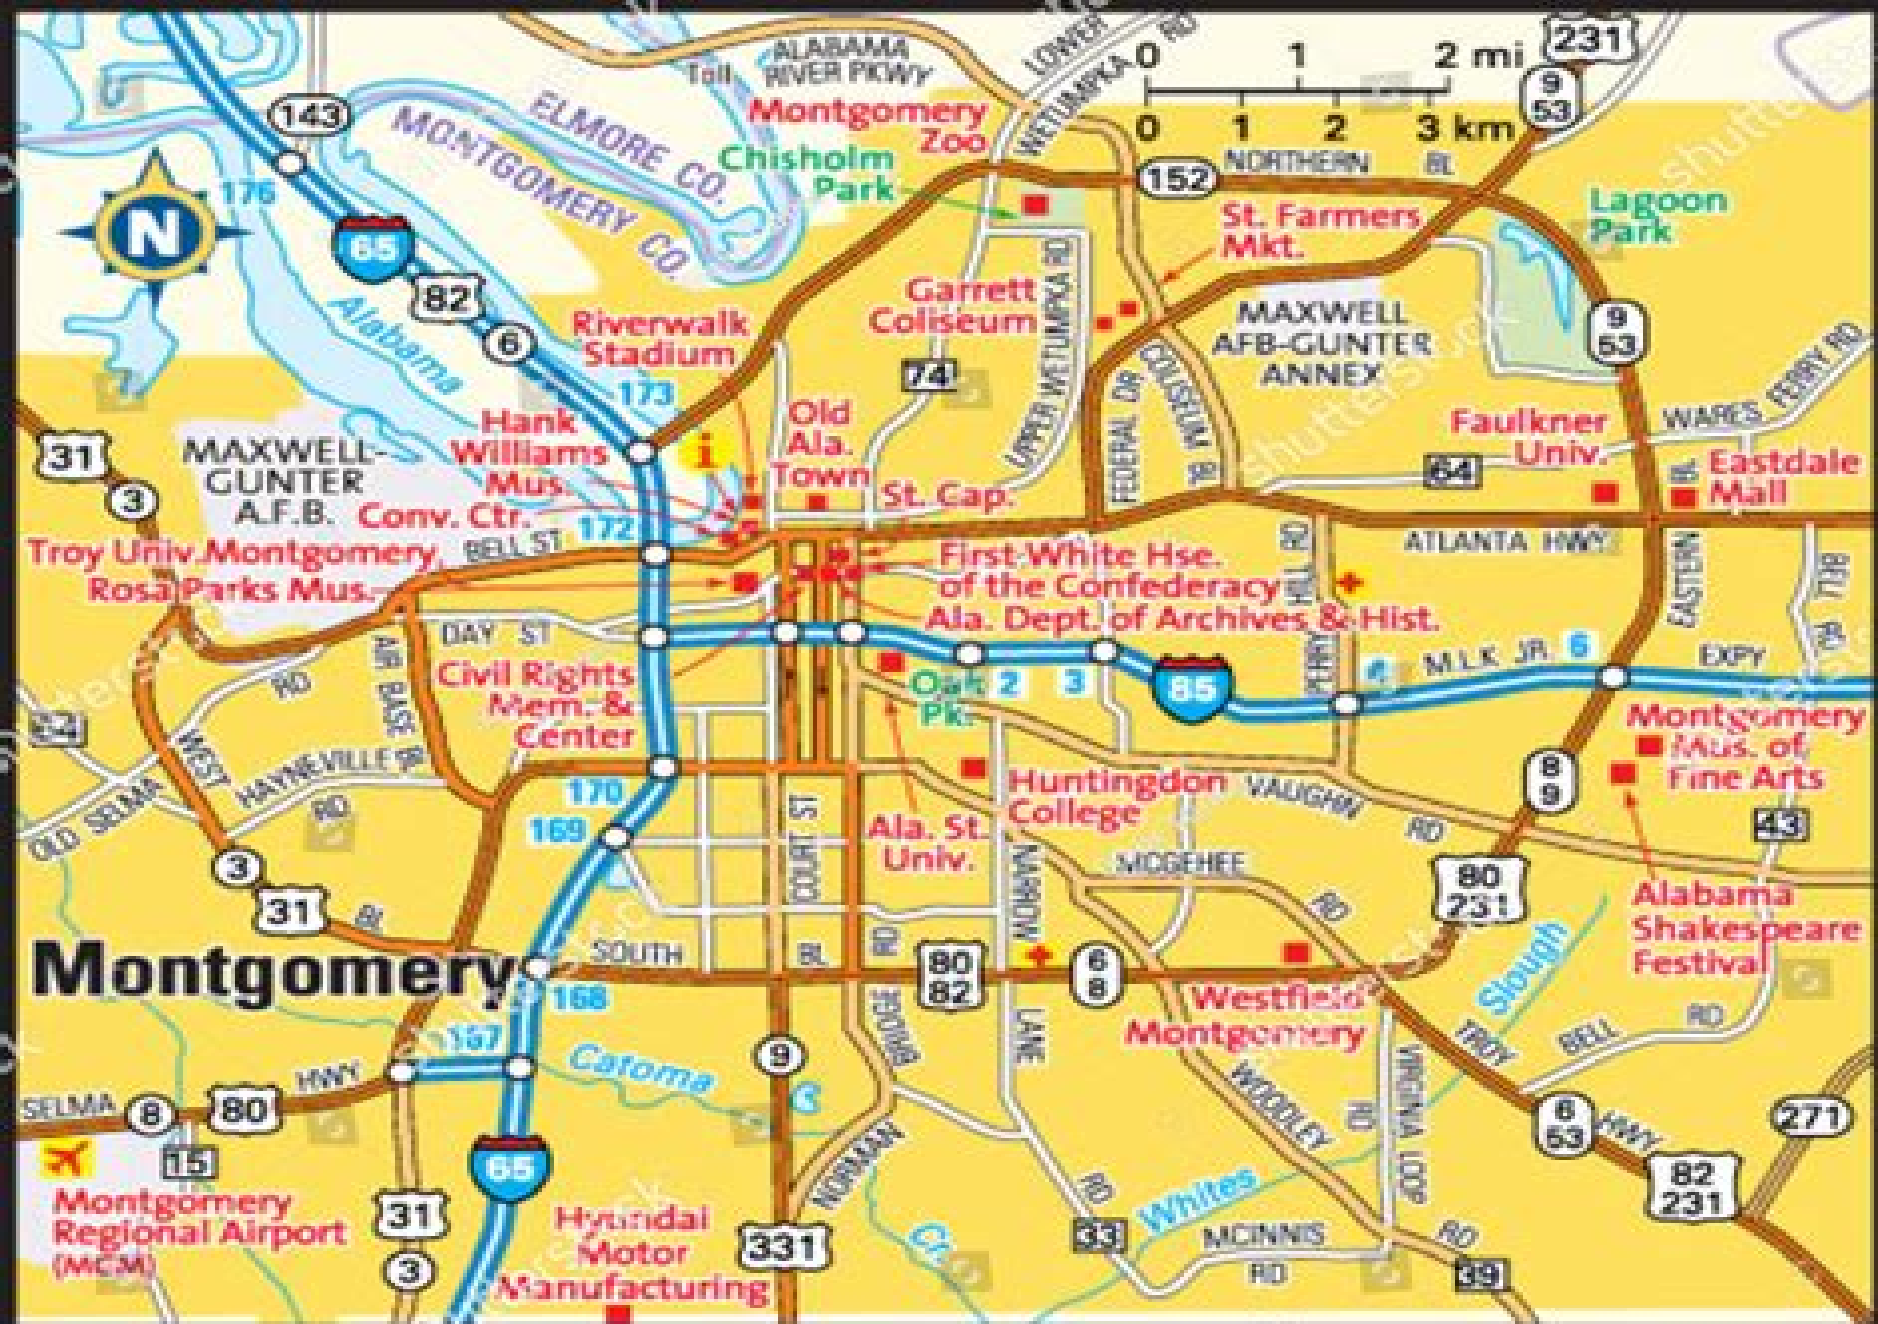 ALABAMA
RIVER PKWY
Toll
LOWER
WETUMPKA
RD
0 1 2 mi
0 1 2 3 km
231
9
53
143
ELMORE CO.
MONTGOMERY CO.
Montgomery
Zoo
Chisholm
Park
152
NORTHERN BL
176
N
65
82
6
Alabama
St. Farmers
Mkt.
Lagoon
Park
Garrett
Coliseum
UPPER WETUMPKA RD
MAXWELL
AFB-GUNTER
ANNEX
9
53
Riverwalk
Stadium
173
74
FEDERAL DR
COLISEUM BL
WARES FERRY RD
31
3
MAXWELL-
GUNTER
A.F.B.
Hank
Williams
Mus.
i
Old
Ala.
Town
Faulkner
Univ.
64
BL
Eastdale
Mall
Conv. Ctr.
172
St. Cap.
Troy Univ.Montgomery,
Rosa Parks Mus.
BELL ST
First White Hse.
of the Confederacy
Ala. Dept. of Archives & Hist.
PERRY HILL RD
ATLANTA HWY
EASTERN
BELL RD
DAY ST
AIR BASE BL
RD
Civil Rights
Mem. &
Center
Oak
Pk.
2
3
85
M.L.K JR.
6
EXPY
WEST
HAYNEVILLE
RD
OLD SELMA
170
169
Huntingdon
College
VAUGHN
RD
8
9
Montgomery
Mus. of
Fine Arts
43
COURT ST
Ala. St.
Univ.
MCGEHEE
RD
80
231
3
31
BL
NARROW
LANE
RD
Alabama
Shakespeare
Festival
Slough
Montgomery
SOUTH
BL
RD
80
82
6
8
168
167
Westfield
Montgomery
BRIDGE
TROY
HWY
BELL
RD
SELMA
HWY
8
80
15
Catoma
9
NORMAN
WOODLEY
RD
VIRGINIA LOOP
RD
6
53
271
82
231
Montgomery
Regional Airport
(MCM)
31
3
65
Hyundai
Motor
Manufacturing
331
Cr.
Whites
33
MCINNIS
RD
39
shutterstock